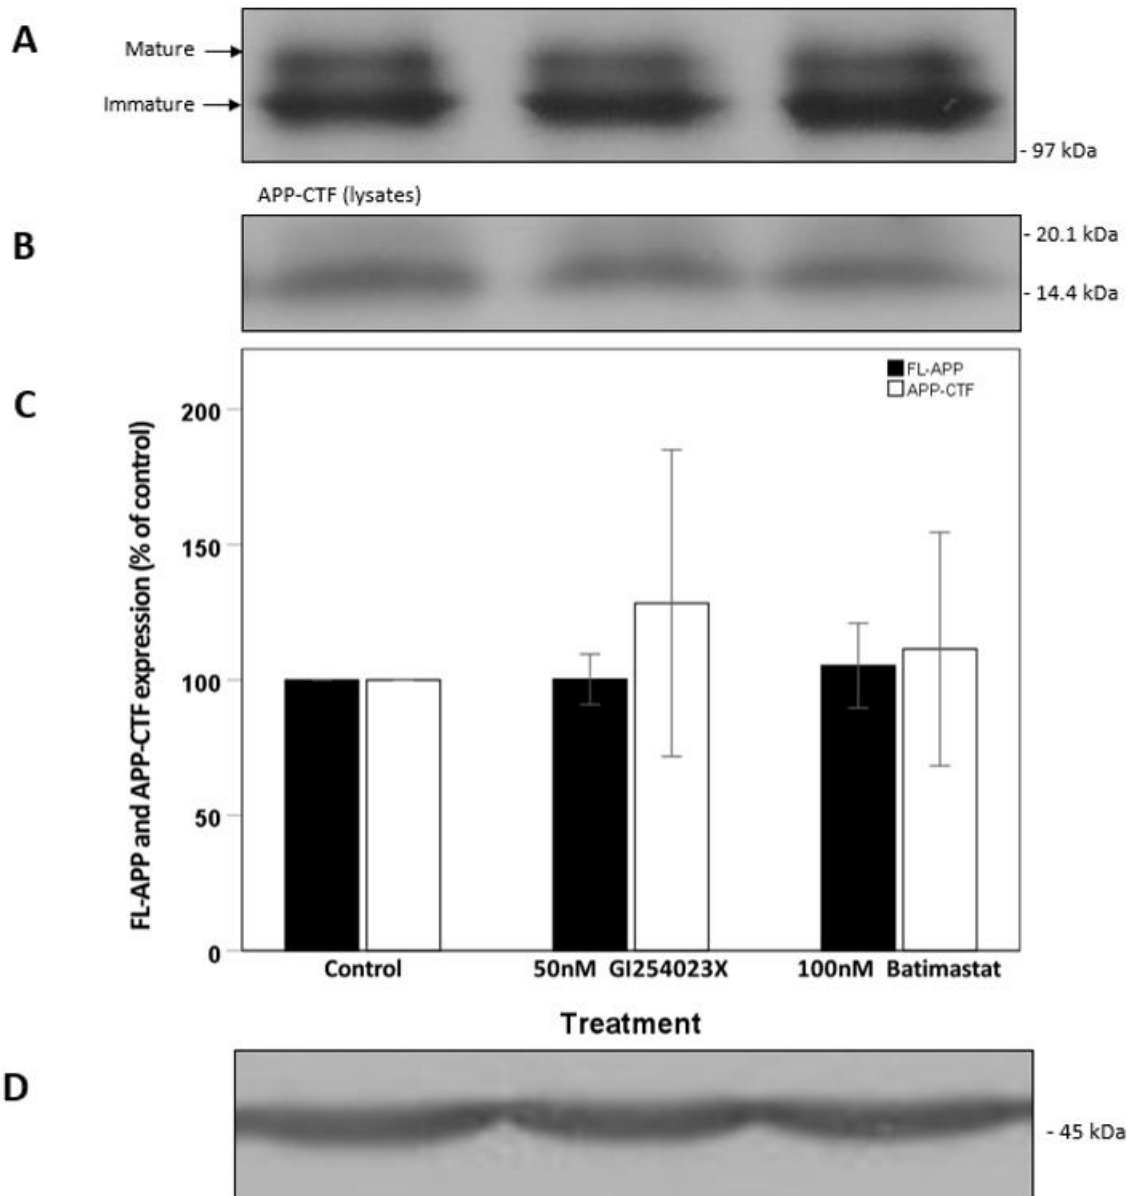 A
Mature
Immature
- 97 kDa
APP-CTF (lysates)
B
- 20.1 kDa
- 14.4 kDa
C
FL-APP
APP-CTF
FL-APP and APP-CTF expression (% of control)
200
150
100
50
0
Control
50nM GI254023X
100nM Batimastat
Treatment
D
- 45 kDa